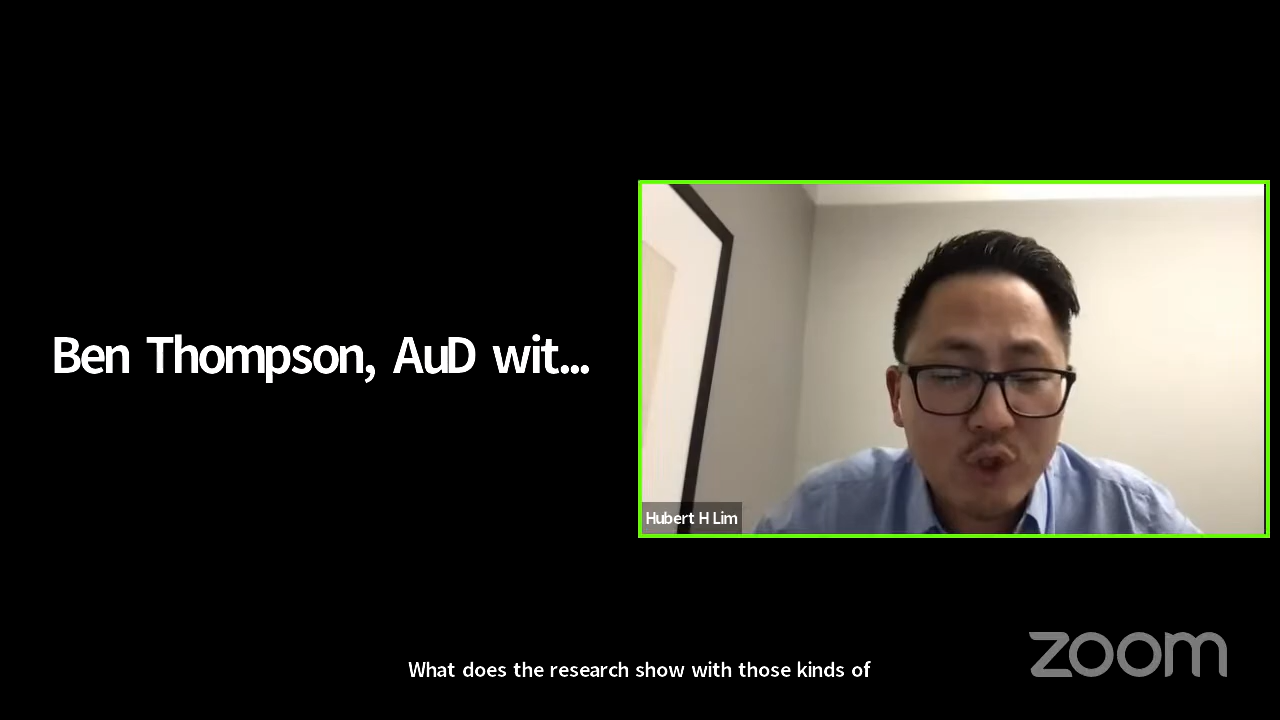 Ben Thompson, AuD wit...
Hubert H Lim
What does the research show with those kinds of
zoom